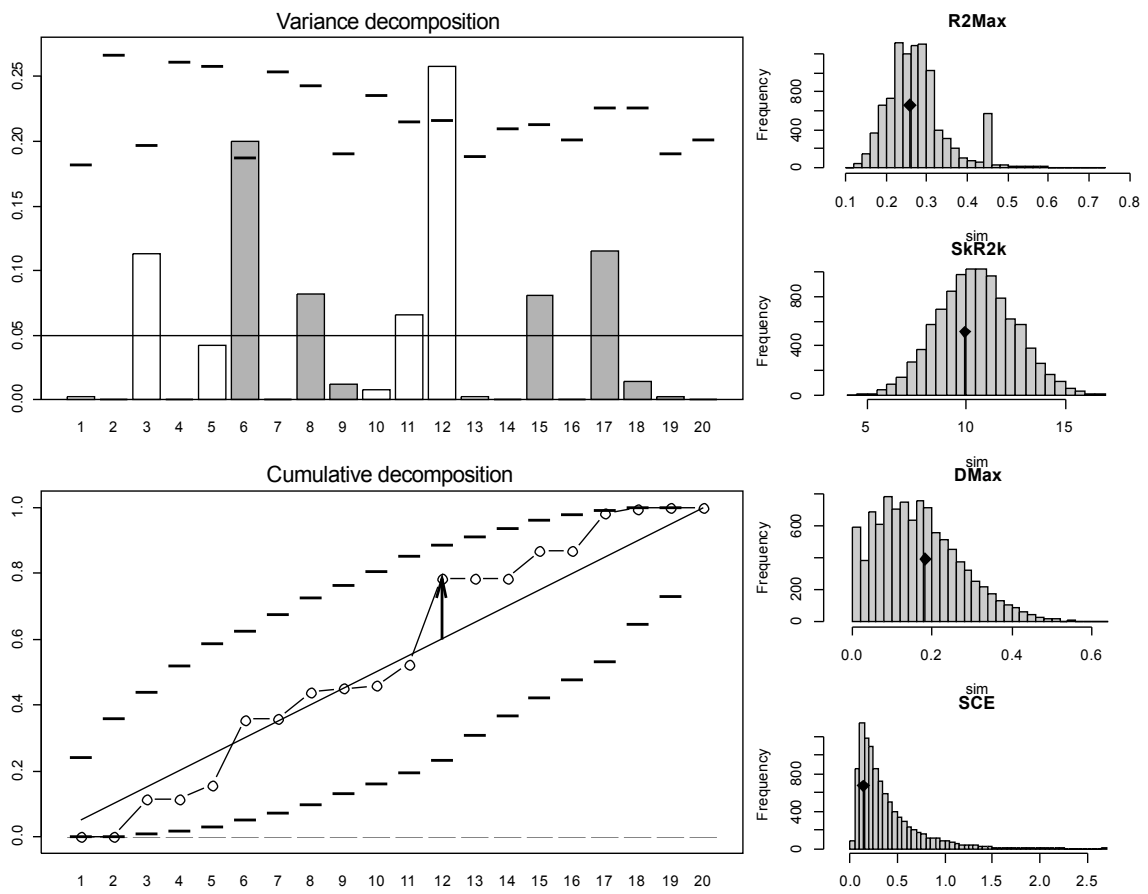 Variance decomposition
0.25
0.20
0.15
0.10
0.05
0.00
1 2 3 4 5 6 7 8 9 10 11 12 13 14 15 16 17 18 19 20
Cumulative decomposition
1.0
0.8
0.6
0.4
0.2
0.0
1 2 3 4 5 6 7 8 9 10 11 12 13 14 15 16 17 18 19 20
R2Max
Frequency
800
400
0
0.1 0.2 0.3 0.4 0.5 0.6 0.7 0.8
sim
SkR2k
Frequency
800
400
0
5 10 15
sim
DMax
Frequency
600
400
200
0
0.0 0.2 0.4 0.6
sim
SCE
Frequency
800
400
0
0.0 0.5 1.0 1.5 2.0 2.5